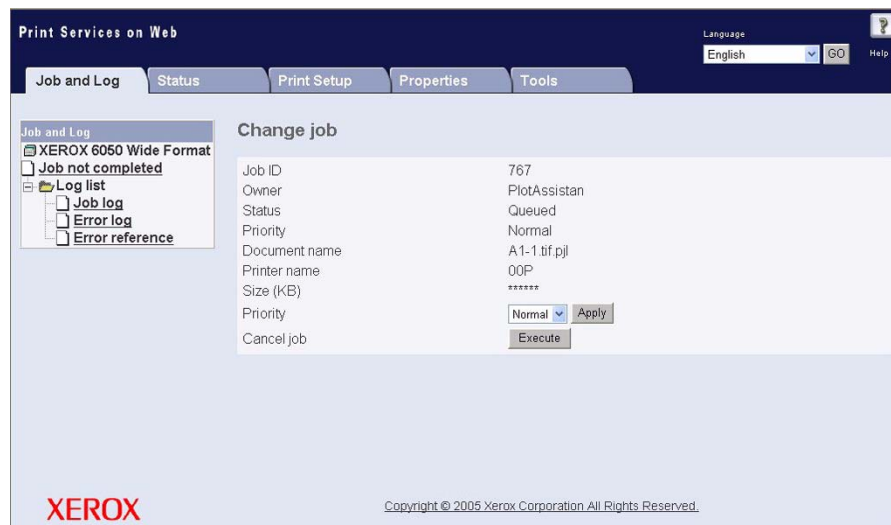 Print Services on Web
Language
English
GO
Help
Job and Log
Status
Print Setup
Properties
Tools
Job and Log
XEROX 6050 Wide Format
Job not completed
Log list
Job log
Error log
Error reference
Change job
Job ID 767
Owner PlotAssistan
Status Queued
Priority Normal
Document name A1-1.tif.pjl
Printer name 00P
Size (KB) ******
Priority Normal Apply
Cancel job Execute
XEROX
Copyright © 2005 Xerox Corporation All Rights Reserved.